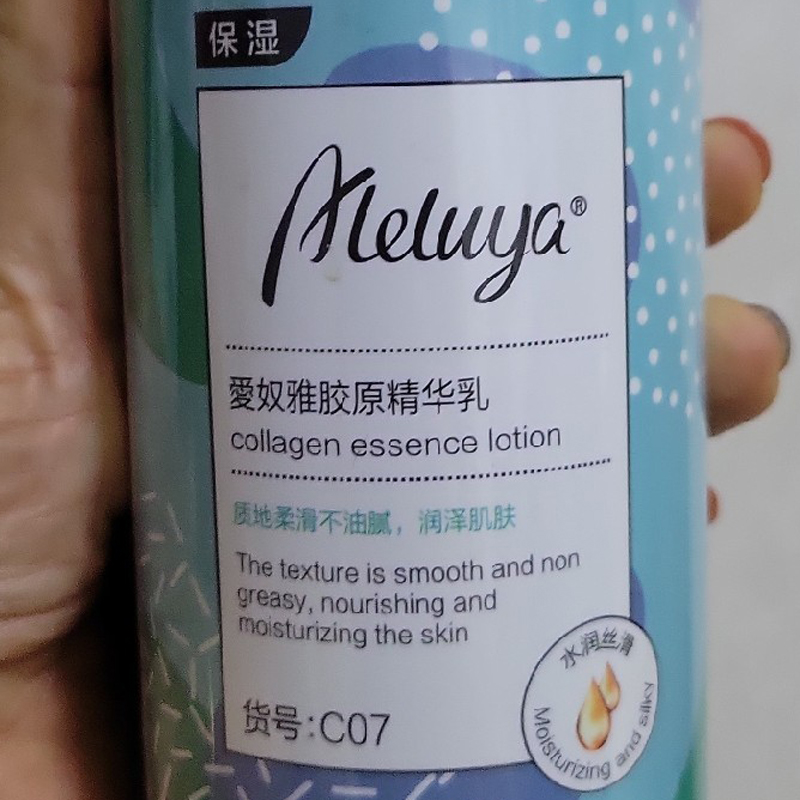 保湿
Aleluya®
愛奴雅胶原精华乳
collagen essence lotion
质地柔滑不油腻，润泽肌肤
The texture is smooth and non
greasy, nourishing and
moisturizing the skin
水润丝滑
Moisturizing and silky
货号:C07